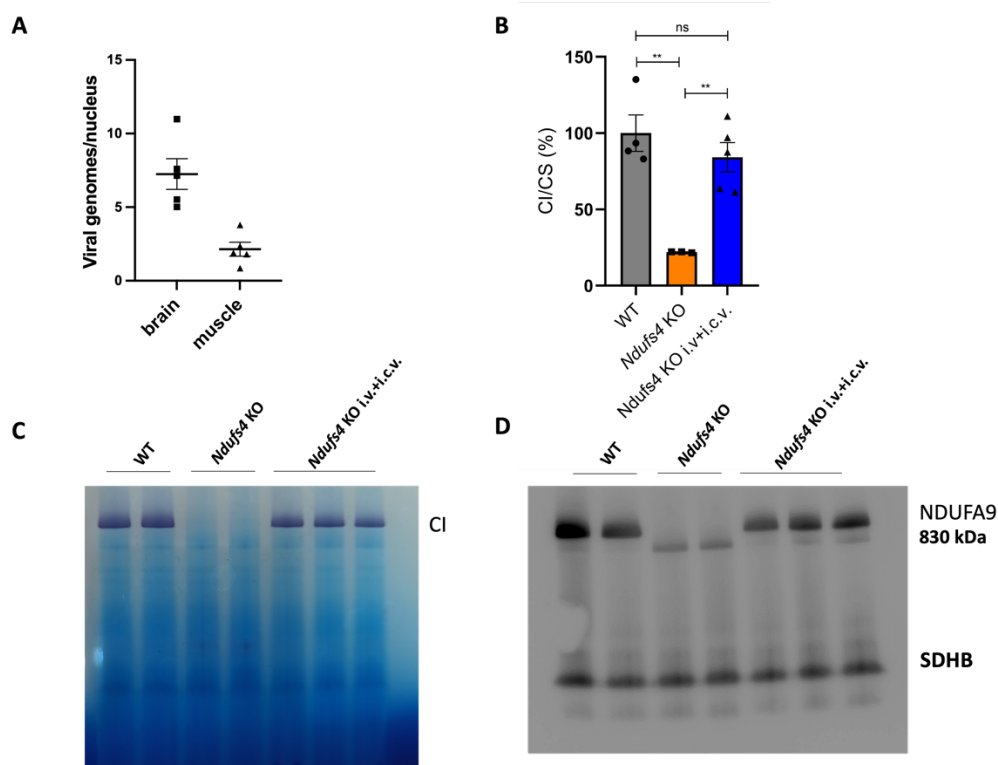 A
Viral genomes/nucleus
15
10
5
0
brain
muscle
B
CI/CS (%)
150
100
50
0
ns
**
**
WT
Ndufs4 KO
Ndufs4 KO i.v+i.c.v.
C
WT
Ndufs4 KO
Ndufs4 KO i.v.+i.c.v.
CI
D
WT
Ndufs4 KO
Ndufs4 KO i.v.+i.c.v.
NDUFA9
830 kDa
SDHB